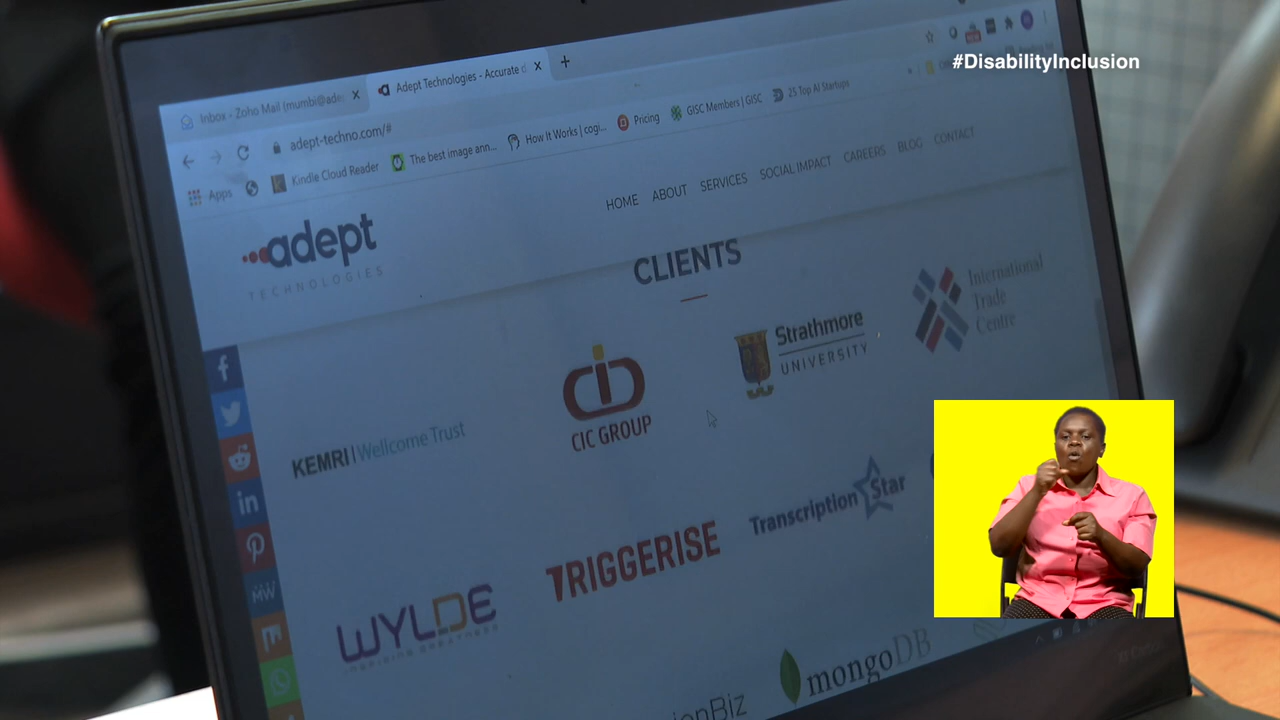 #DisabilityInclusion
Inbox - Zoho Mail (mumbi@ade
Adept Technologies - Accurate d
adept-techno.com/#
Apps
Kindle Cloud Reader
The best image ann...
How It Works | cogi...
Pricing
GISC Members | GISC
25 Top AI Startups
adept
TECHNOLOGIES
HOME ABOUT SERVICES SOCIAL IMPACT CAREERS BLOG CONTACT
CLIENTS
KEMRI | Wellcome Trust
CIC GROUP
Strathmore
UNIVERSITY
International
Trade
Centre
WYLDE
TRIGGERISE
Transcription Star
mongoDB